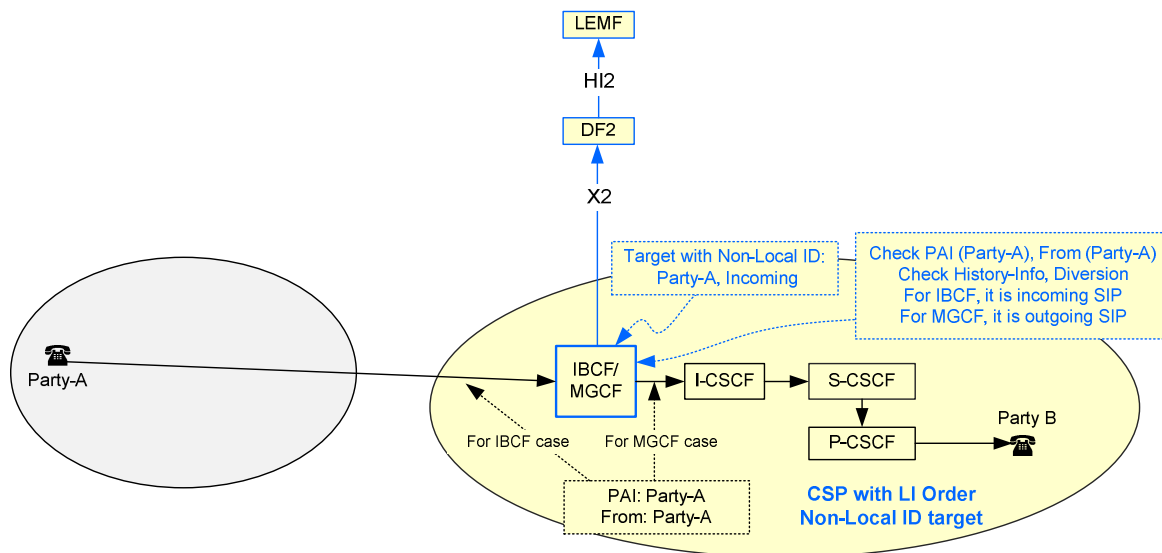 LEMF
HI2
DF2
X2
Target with Non-Local ID:
Party-A, Incoming
Check PAI (Party-A), From (Party-A)
Check History-Info, Diversion
For IBCF, it is incoming SIP
For MGCF, it is outgoing SIP
Party-A
IBCF/
MGCF
I-CSCF
S-CSCF
P-CSCF
Party B
For IBCF case
For MGCF case
PAI: Party-A
From: Party-A
CSP with LI Order
Non-Local ID target